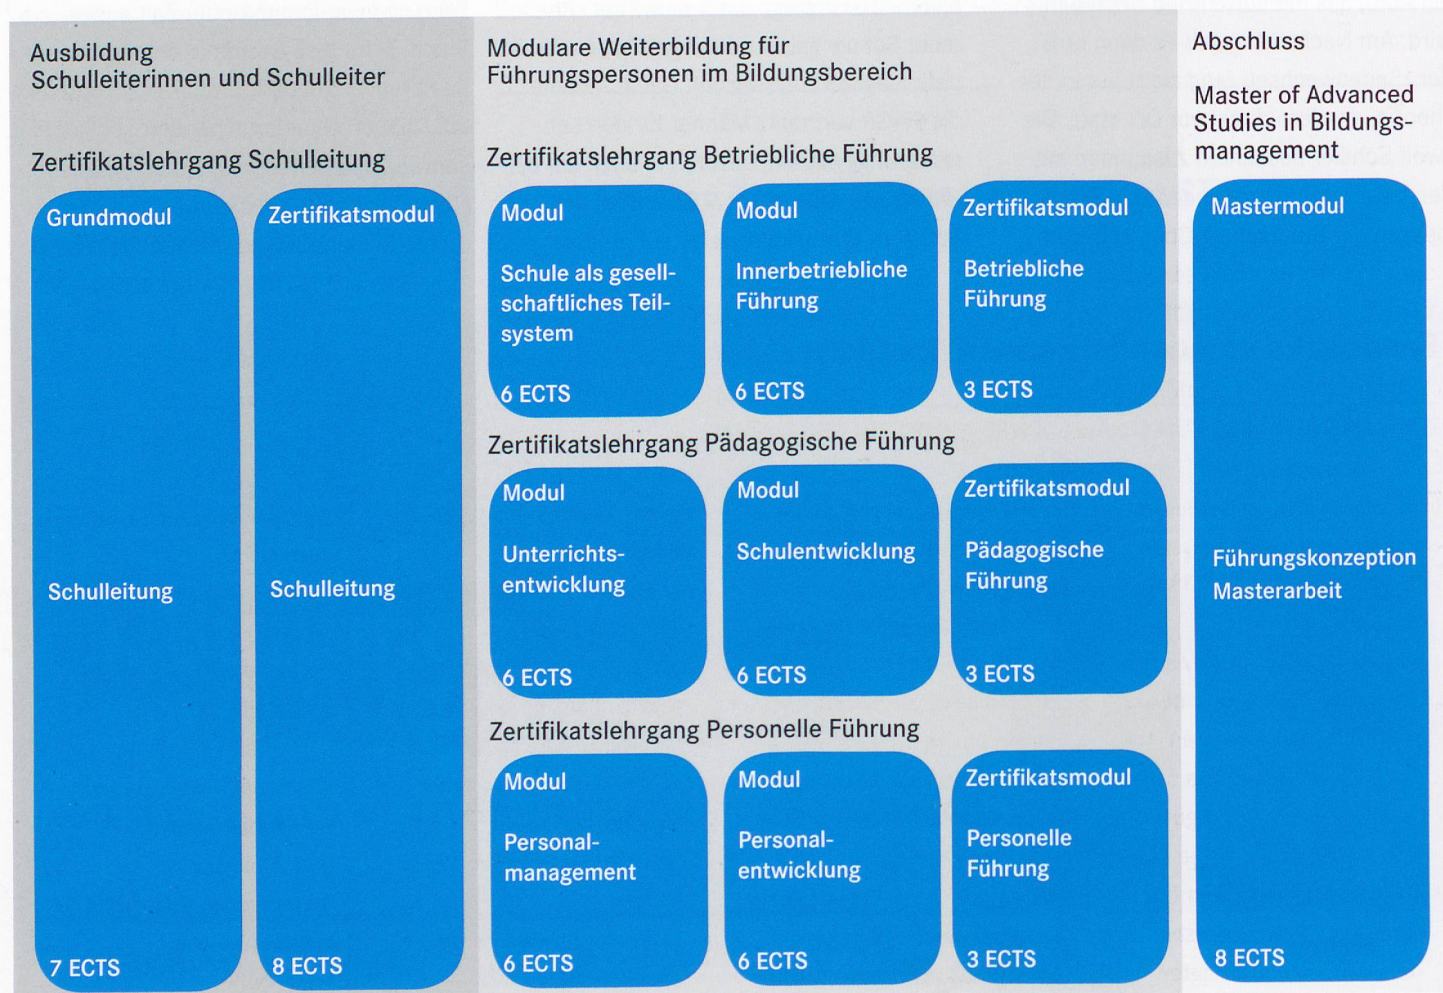 Ausbildung
Schulleiterinnen und Schulleiter
Zertifikatslehrgang Schulleitung
Grundmodul
Schulleitung
7 ECTS
Zertifikatsmodul
Schulleitung
8 ECTS
Modulare Weiterbildung für
Führungspersonen im Bildungsbereich
Zertifikatslehrgang Betriebliche Führung
Modul
Schule als gesell-
schaftliches Teil-
system
6 ECTS
Modul
Innerbetriebliche
Führung
6 ECTS
Zertifikatsmodul
Betriebliche
Führung
3 ECTS
Zertifikatslehrgang Pädagogische Führung
Modul
Unterrichts-
entwicklung
6 ECTS
Modul
Schulentwicklung
6 ECTS
Zertifikatsmodul
Pädagogische
Führung
3 ECTS
Zertifikatslehrgang Personelle Führung
Modul
Personal-
management
6 ECTS
Modul
Personal-
entwicklung
6 ECTS
Zertifikatsmodul
Personelle
Führung
3 ECTS
Abschluss
Master of Advanced
Studies in Bildungs-
management
Mastermodul
Führungskonzeption
Masterarbeit
8 ECTS